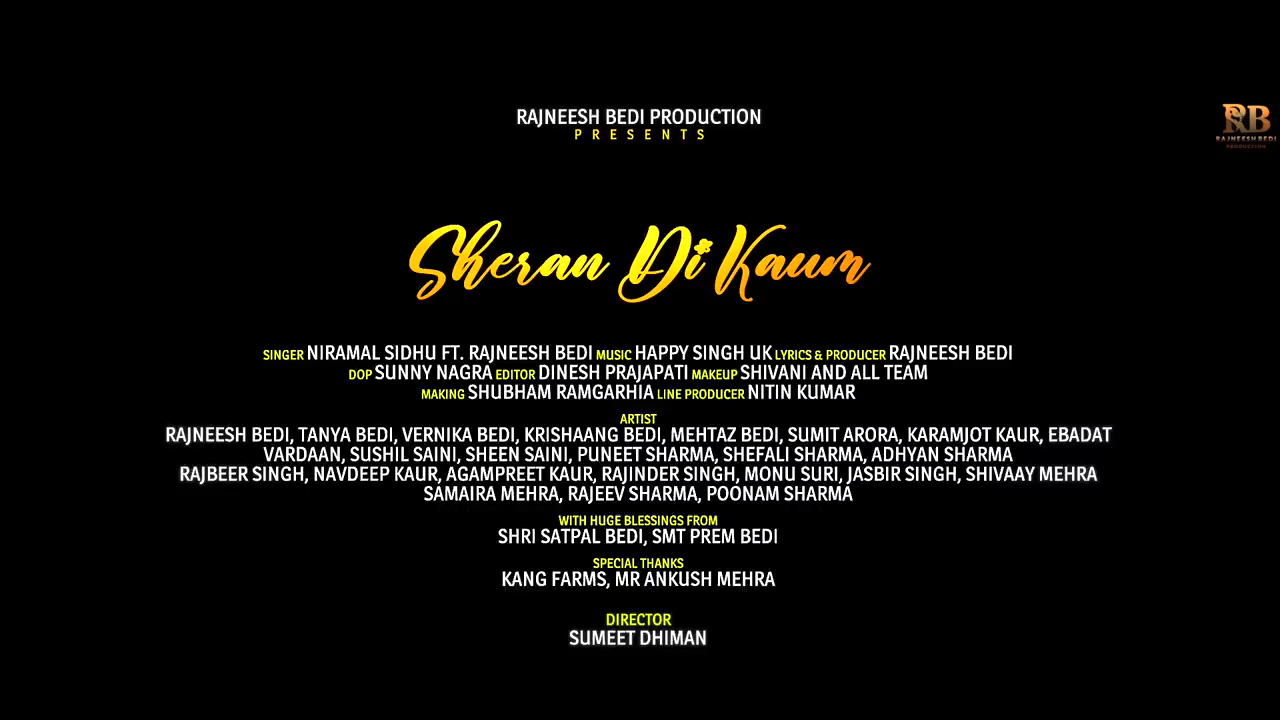 RAJNEESH BEDI PRODUCTION
PRESENTS
RB
RAJNEESH BEDI
PRODUCTION
Sheran Di Kaum
SINGER NIRAMAL SIDHU FT. RAJNEESH BEDI MUSIC HAPPY SINGH UK LYRICS & PRODUCER RAJNEESH BEDI
DOP SUNNY NAGRA EDITOR DINESH PRAJAPATI MAKEUP SHIVANI AND ALL TEAM
MAKING SHUBHAM RAMGARHIA LINE PRODUCER NITIN KUMAR
ARTIST
RAJNEESH BEDI, TANYA BEDI, VERNIKA BEDI, KRISHAANG BEDI, MEHTAZ BEDI, SUMIT ARORA, KARAMJOT KAUR, EBADAT
VARDAAN, SUSHIL SAINI, SHEEN SAINI, PUNEET SHARMA, SHEFALI SHARMA, ADHYAN SHARMA
RAJBEER SINGH, NAVDEEP KAUR, AGAMPREET KAUR, RAJINDER SINGH, MONU SURI, JASBIR SINGH, SHIVAAY MEHRA
SAMAIRA MEHRA, RAJEEV SHARMA, POONAM SHARMA
WITH HUGE BLESSINGS FROM
SHRI SATPAL BEDI, SMT PREM BEDI
SPECIAL THANKS
KANG FARMS, MR ANKUSH MEHRA
DIRECTOR
SUMEET DHIMAN